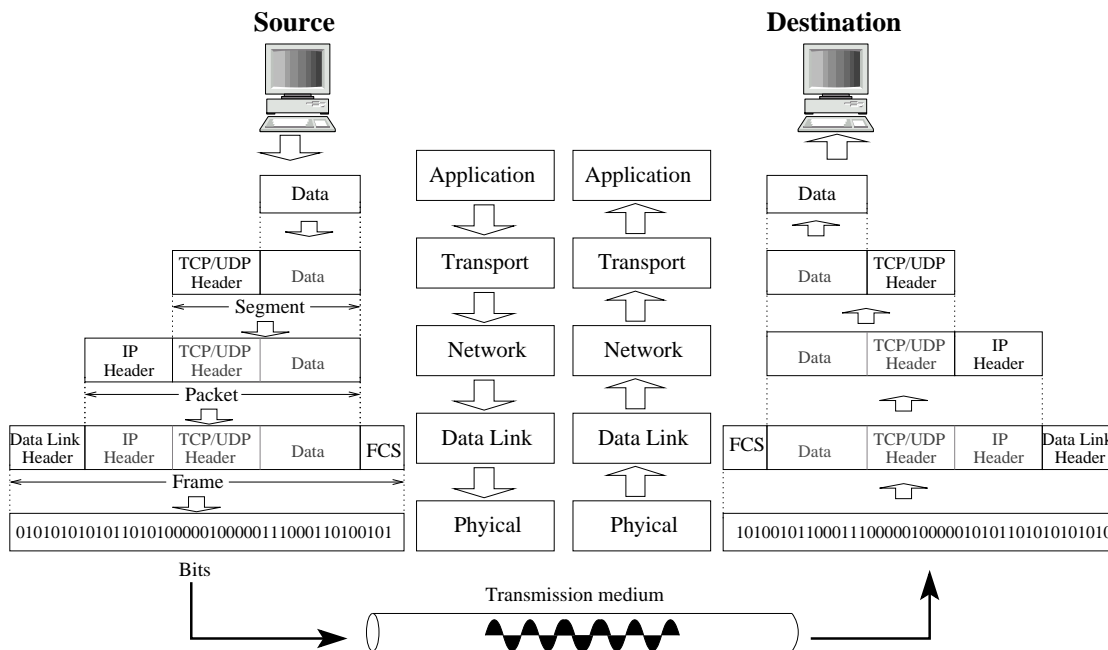 Source
Destination
Data
Application
Application
Data
TCP/UDP
Header
Data
Transport
Transport
Data
TCP/UDP
Header
Segment
IP
Header
TCP/UDP
Header
Data
Network
Network
Data
TCP/UDP
Header
IP
Header
Packet
Data Link
Header
IP
Header
TCP/UDP
Header
Data
FCS
Data Link
Data Link
FCS
Data
TCP/UDP
Header
IP
Header
Data Link
Header
Frame
0101010101011010100000100000111000110100101
Phyical
Phyical
1010010110001110000010000010101101010101010
Bits
Transmission medium